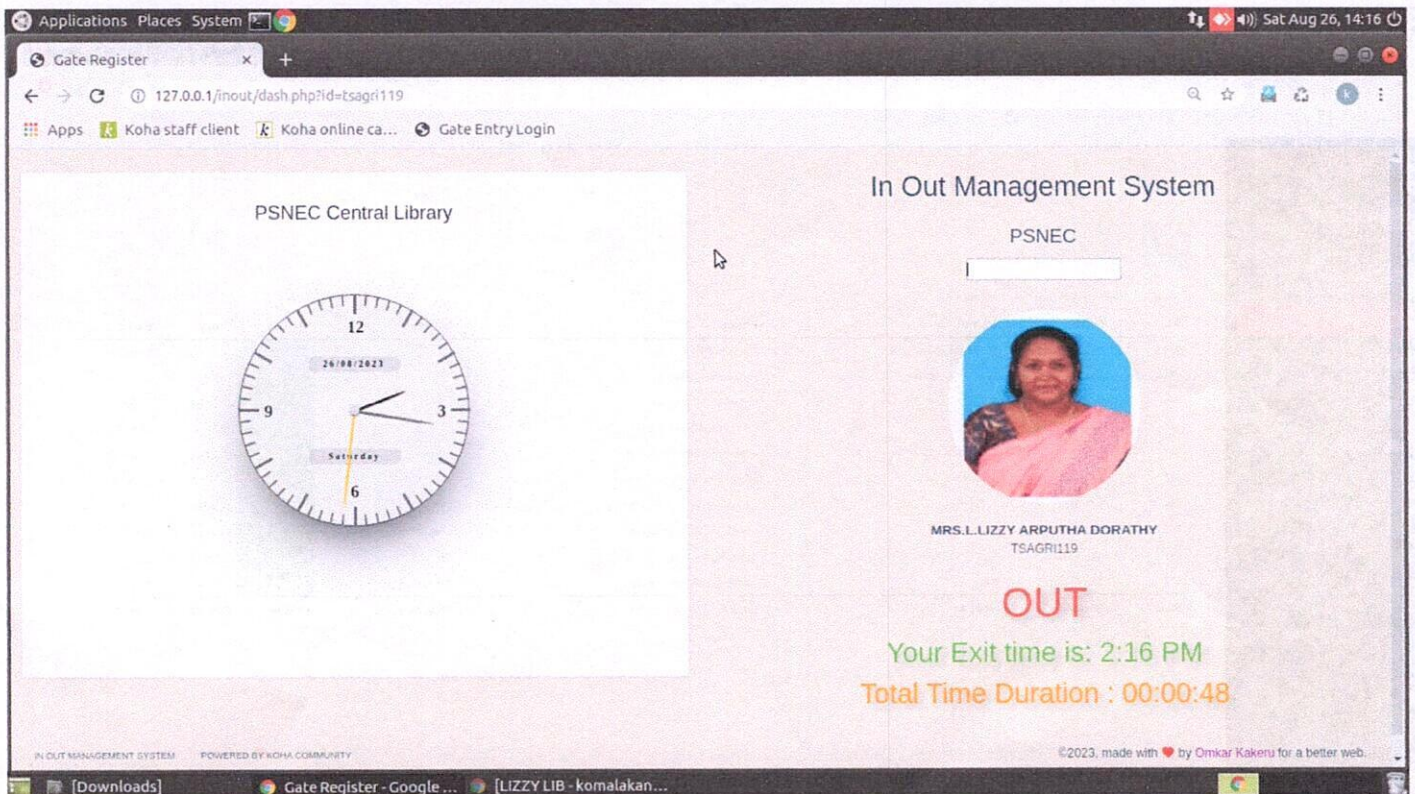 Applications Places System
Sat Aug 26, 14:16
Gate Register
127.0.0.1/inout/dash.php?id=tsagri119
Apps Koha staff client Koha online ca... Gate Entry Login
PSNEC Central Library
12
26/08/2023
9
3
Saturday
6
In Out Management System
PSNEC
MRS.L.LIZZY ARPUTHA DORATHY
TSAGRI119
OUT
Your Exit time is: 2:16 PM
Total Time Duration : 00:00:48
IN OUT MANAGEMENT SYSTEM POWERED BY KOHA COMMUNITY
©2023, made with ❤ by Omkar Kakeru for a better web.
[Downloads] Gate Register - Google ... [LIZZY LIB - komalakan...